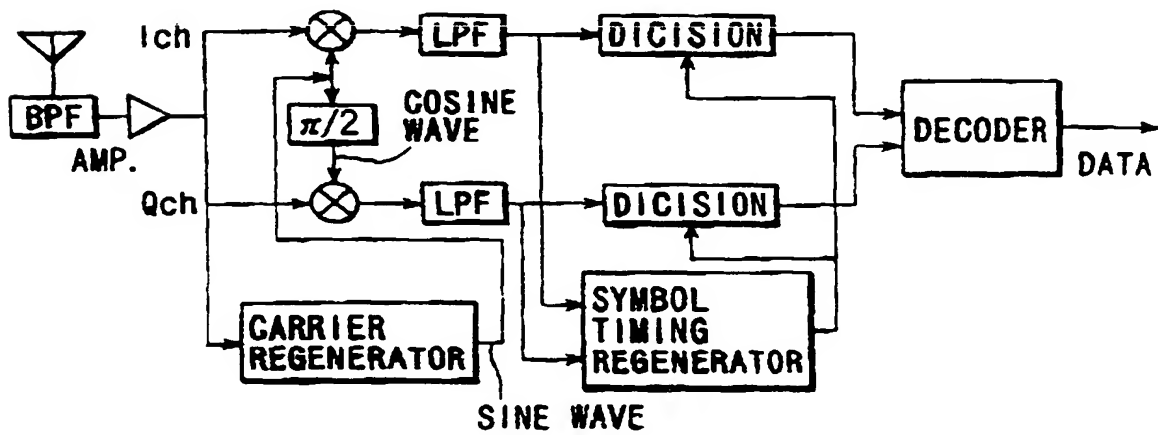 Ich
LPF
DICISION
BPF
AMP.
π/2
COSINE
WAVE
DECODER
DATA
Qch
LPF
DICISION
CARRIER
REGENERATOR
SYMBOL
TIMING
REGENERATOR
SINE WAVE